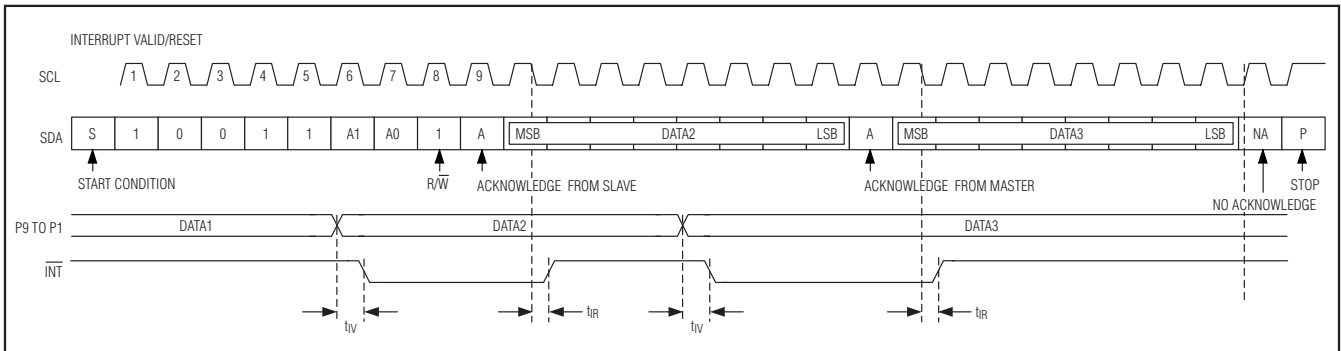 INTERRUPT VALID/RESET
SCL 1 2 3 4 5 6 7 8 9
SDA S 1 0 0 1 1 A1 A0 1 A MSB DATA2 LSB A MSB DATA3 LSB NA P
START CONDITION R/W̅ ACKNOWLEDGE FROM SLAVE ACKNOWLEDGE FROM MASTER STOP
NO ACKNOWLEDGE
P9 TO P1 DATA1 DATA2 DATA3
I̅N̅T̅
tIV tIR tIV tIR